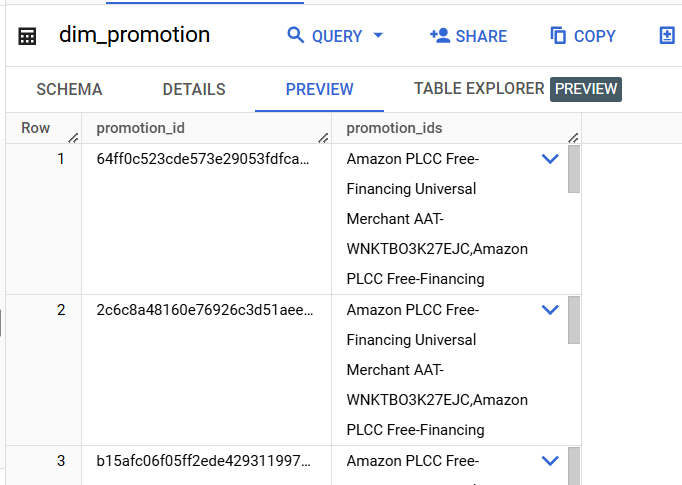 dim_promotion
QUERY
SHARE
COPY
SCHEMA
DETAILS
PREVIEW
TABLE EXPLORER
PREVIEW
Row
promotion_id
promotion_ids
1
64ff0c523cde573e29053fdfca...
Amazon PLCC Free-
Financing Universal
Merchant AAT-
WNKTBO3K27EJC,Amazon
PLCC Free-Financing
2
2c6c8a48160e76926c3d51aee...
Amazon PLCC Free-
Financing Universal
Merchant AAT-
WNKTBO3K27EJC,Amazon
PLCC Free-Financing
3
b15afc06f05ff2ede429311997...
Amazon PLCC Free-